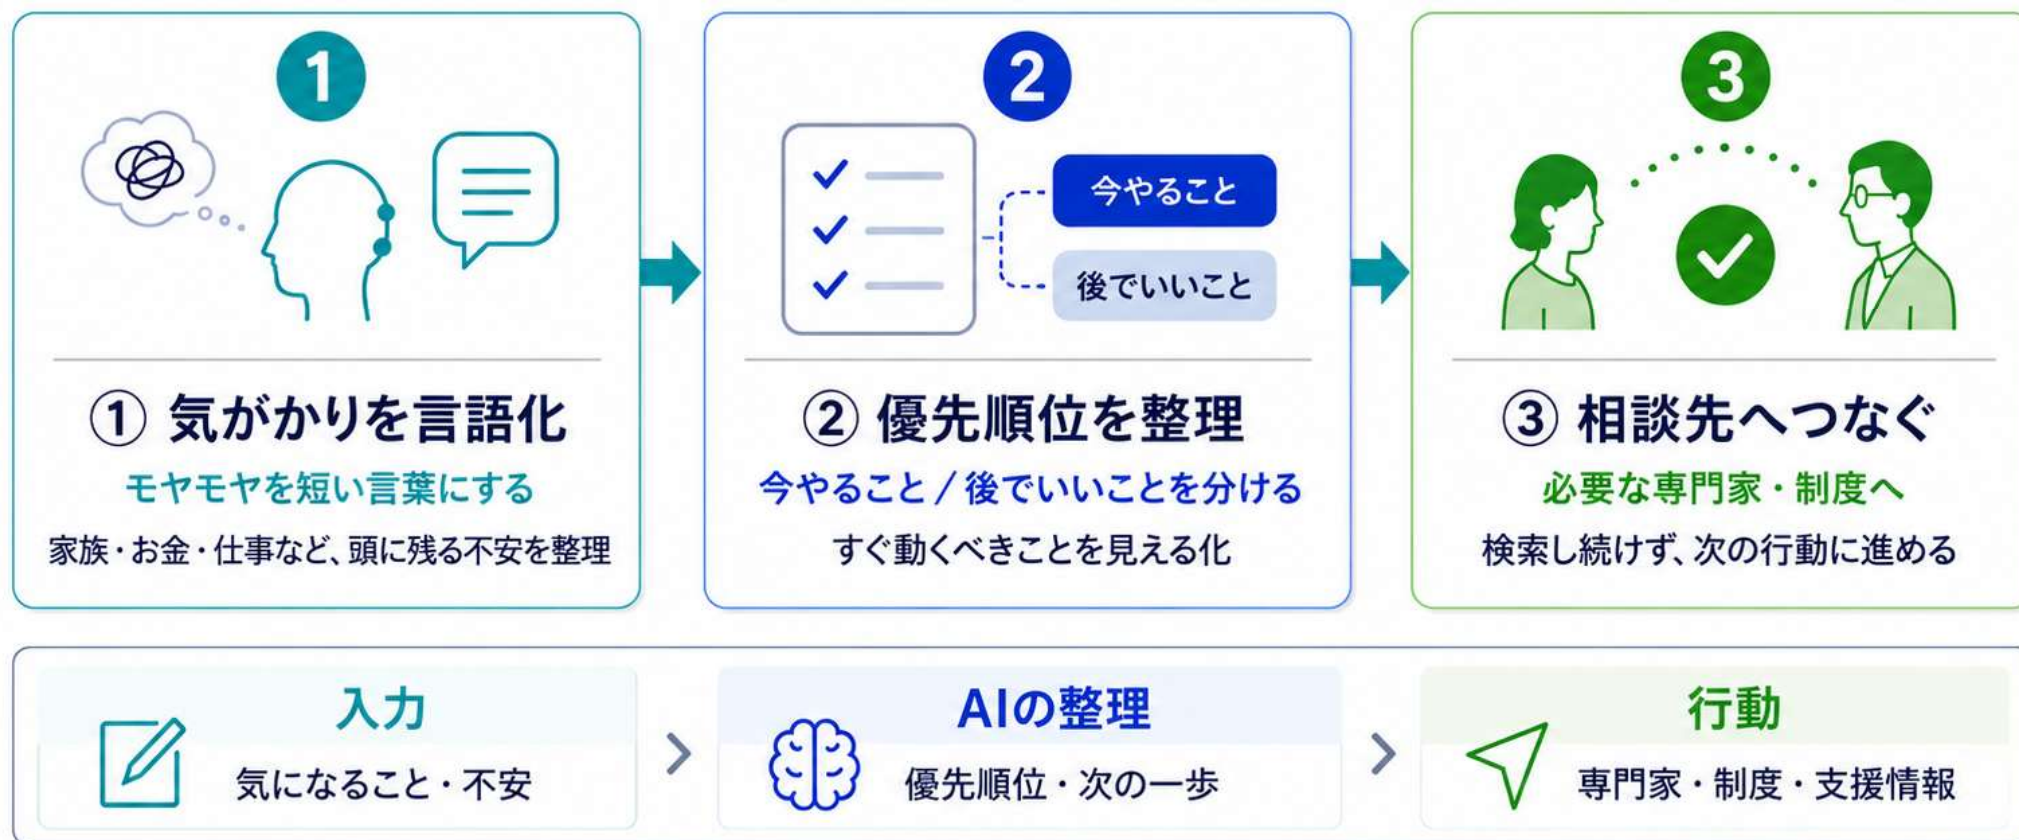 1
2
3
今やること
後でいいこと
① 気がかりを言語化
モヤモヤを短い言葉にする
家族・お金・仕事など、頭に残る不安を整理
② 優先順位を整理
今やること / 後でいいことを分ける
すぐ動くべきことを見える化
③ 相談先へつなぐ
必要な専門家・制度へ
検索し続けず、次の行動に進める
入力
気になること・不安
AIの整理
優先順位・次の一歩
行動
専門家・制度・支援情報